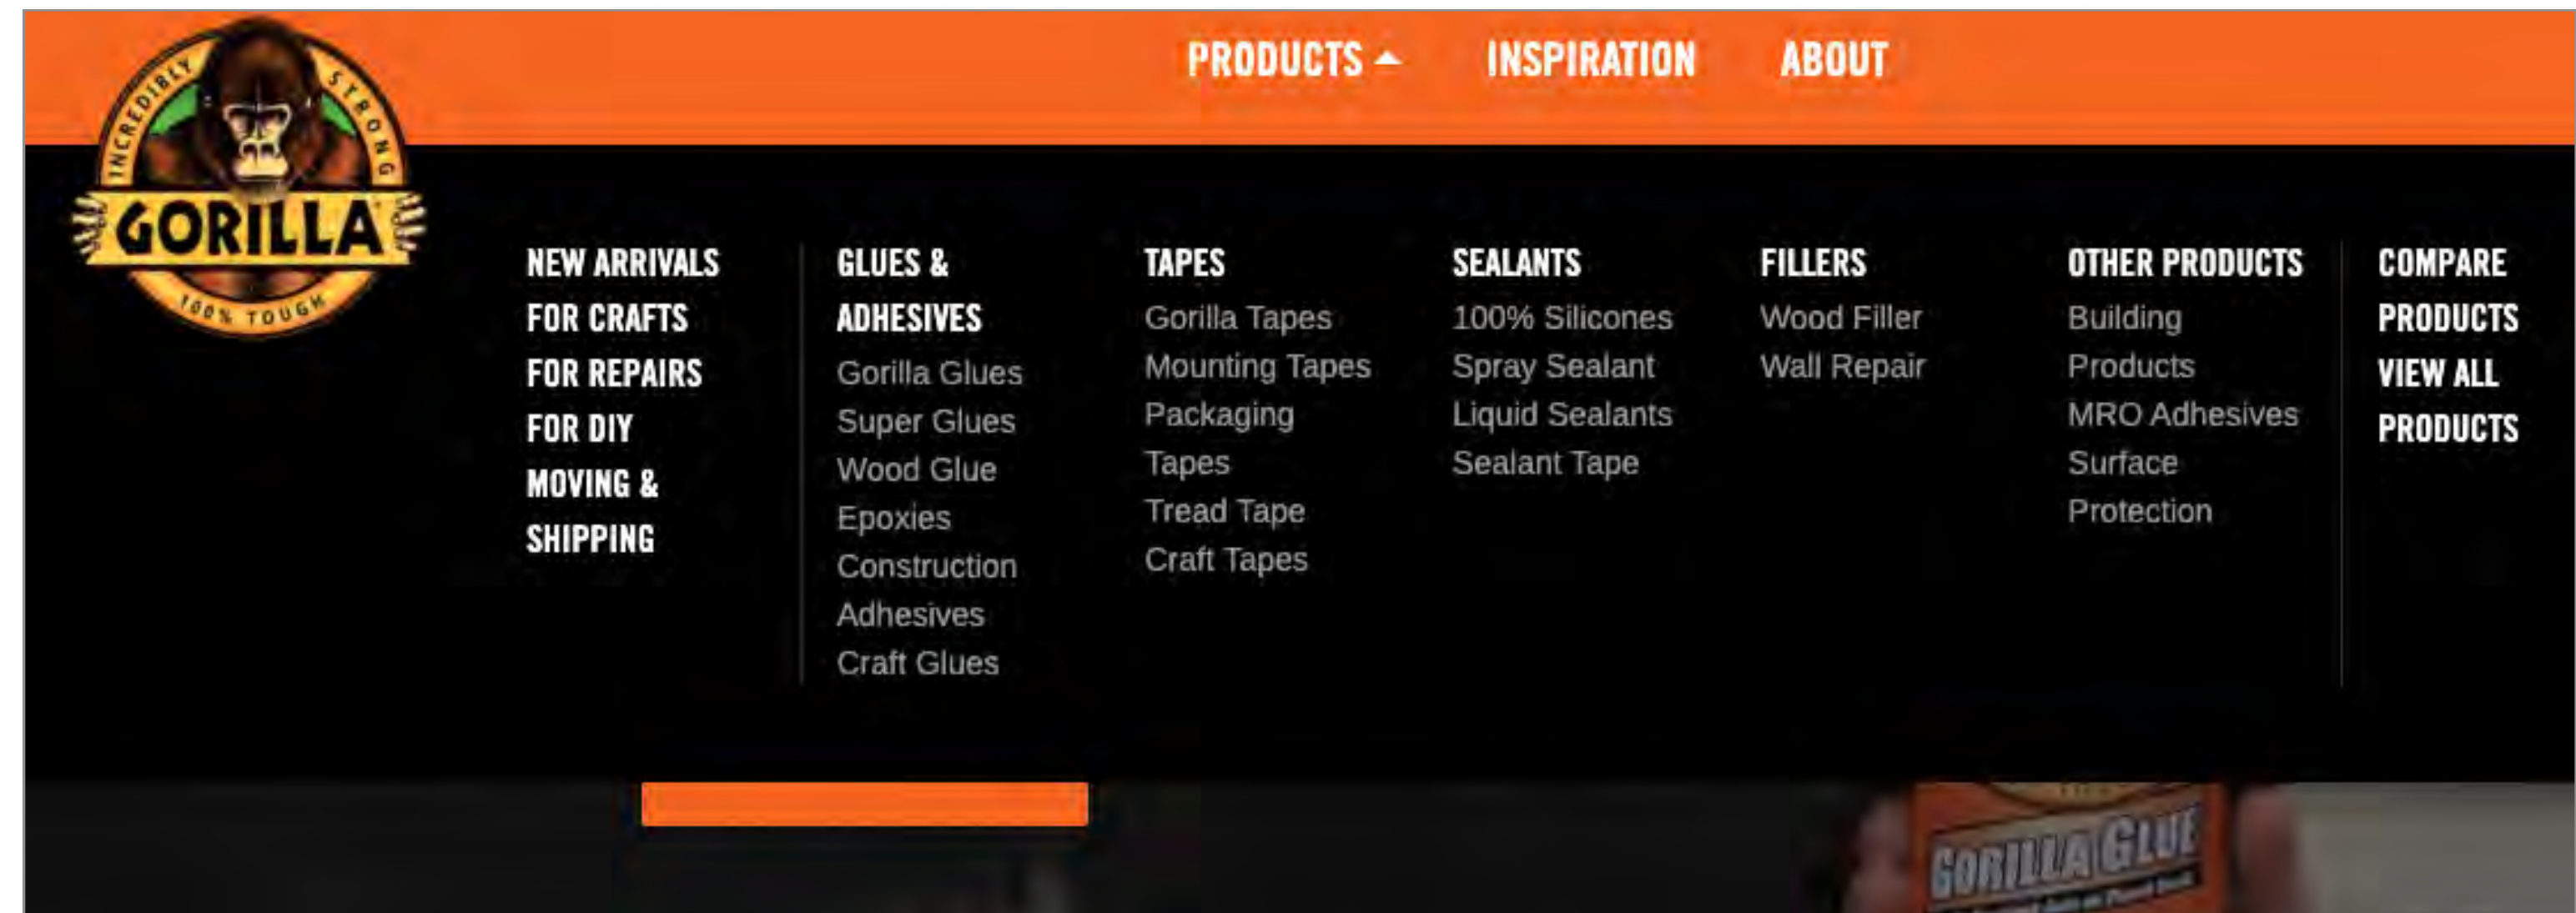 INCREDIBLY STRONG
GORILLA
100% TOUGH
PRODUCTS INSPIRATION ABOUT
NEW ARRIVALS
FOR CRAFTS
FOR REPAIRS
FOR DIY
MOVING &
SHIPPING
GLUES &
ADHESIVES
Gorilla Glues
Super Glues
Wood Glue
Epoxies
Construction
Adhesives
Craft Glues
TAPES
Gorilla Tapes
Mounting Tapes
Packaging
Tapes
Tread Tape
Craft Tapes
SEALANTS
100% Silicones
Spray Sealant
Liquid Sealants
Sealant Tape
FILLERS
Wood Filler
Wall Repair
OTHER PRODUCTS
Building
Products
MRO Adhesives
Surface
Protection
COMPARE
PRODUCTS
VIEW ALL
PRODUCTS
GORILLA GLUE